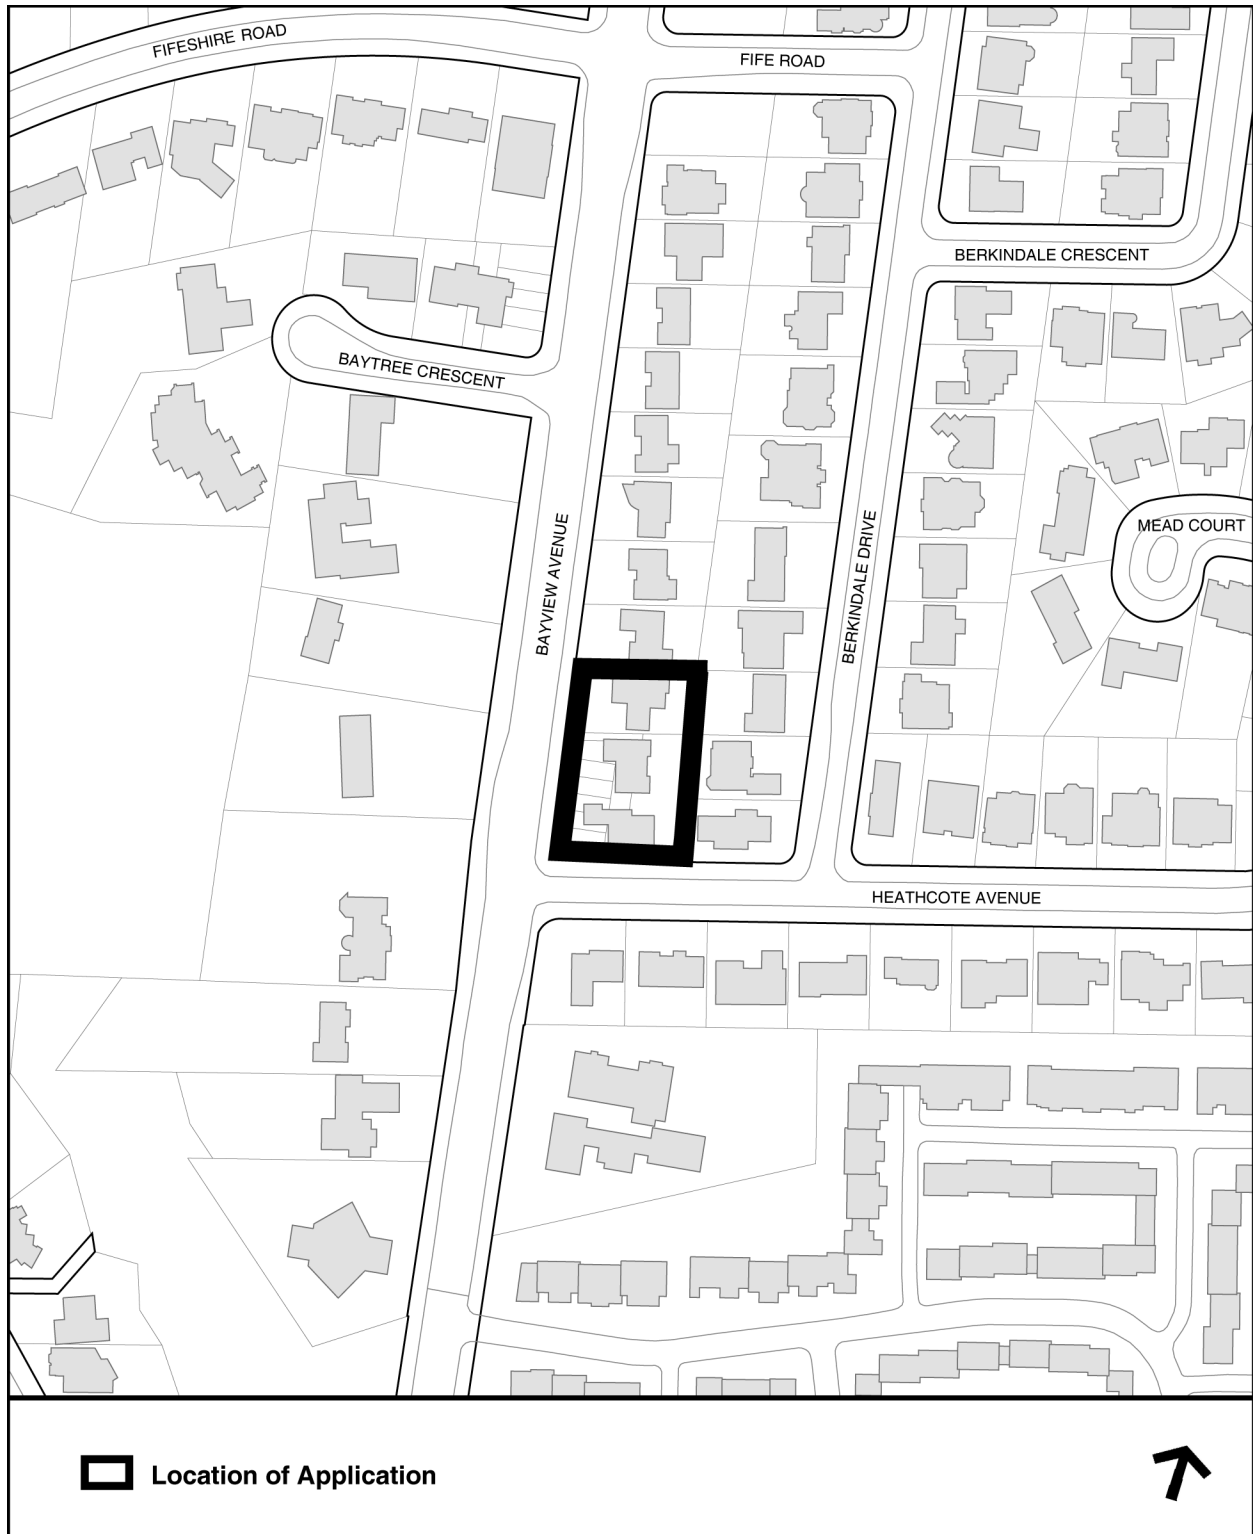 FIFESHIRE ROAD
FIFE ROAD
BERKINDALE CRESCENT
BAYTREE CRESCENT
MEAD COURT
BAYVIEW AVENUE
BERKINDALE DRIVE
HEATHCOTE AVENUE
Location of Application